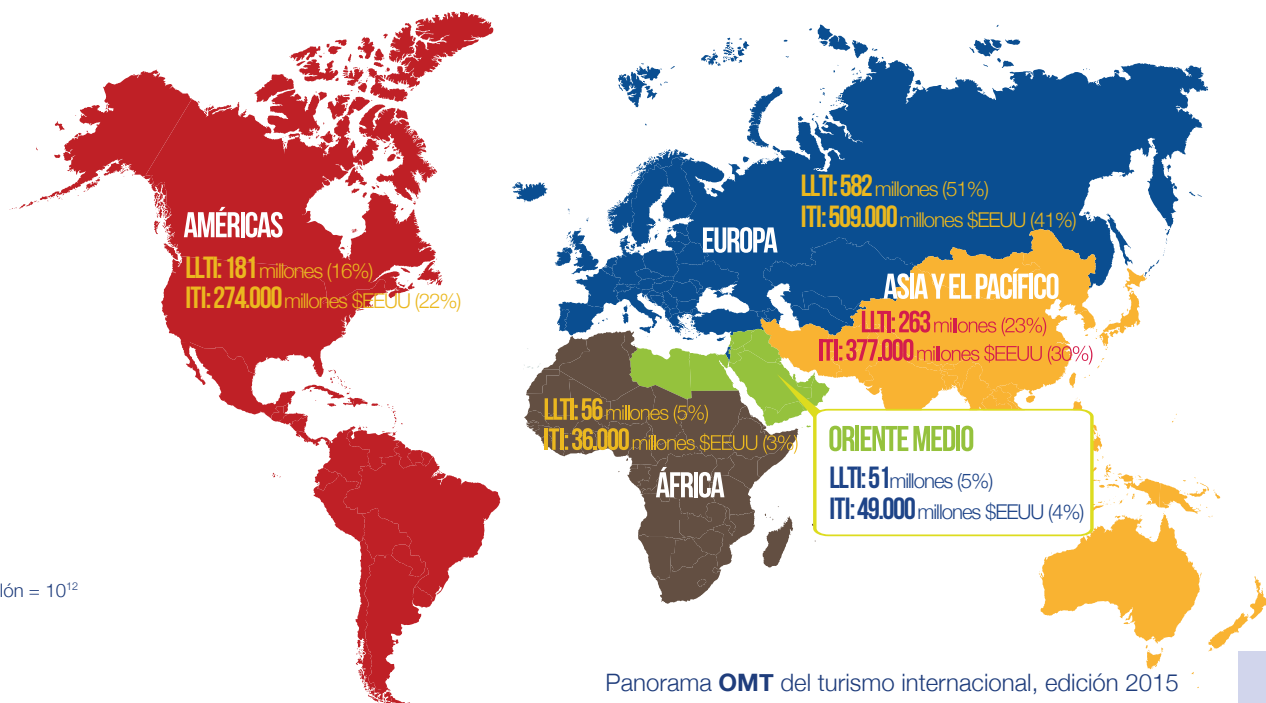 AMÉRICAS
LLTI: 181 millones (16%)
ITI: 274.000 millones $EEUU (22%)
EUROPA
LLTI: 582 millones (51%)
ITI: 509.000 millones $EEUU (41%)
ASIA Y EL PACÍFICO
LLTI: 263 millones (23%)
ITI: 377.000 millones $EEUU (30%)
LLTI: 56 millones (5%)
ITI: 36.000 millones $EEUU (3%)
ÁFRICA
ORIENTE MEDIO
LLTI: 51 millones (5%)
ITI: 49.000 millones $EEUU (4%)
lón = 10¹²
Panorama OMT del turismo internacional, edición 2015